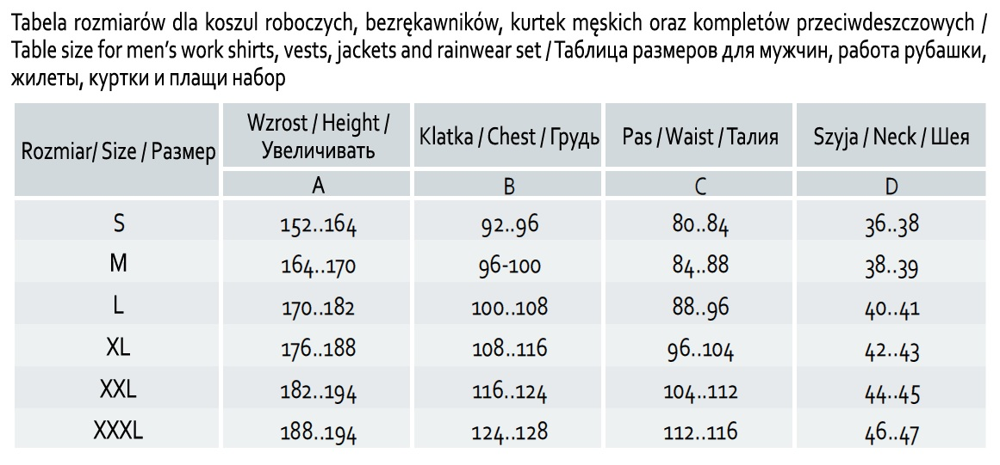 Tabela rozmiarów dla koszul roboczych, bezrękawników, kurtek męskich oraz kompletów przeciwdeszczowych /
Table size for men's work shirts, vests, jackets and rainwear set / Таблица размеров для мужчин, работа рубашки,
жилеты, куртки и плащи набор
Rozmiar/ Size / Размер
Wzrost / Height /
Увеличивать
Klatka / Chest / Грудь
Pas / Waist / Талия
Szyja / Neck / Шея
A B C D
S 152..164 92..96 80..84 36..38
M 164..170 96-100 84..88 38..39
L 170..182 100..108 88..96 40..41
XL 176..188 108..116 96..104 42..43
XXL 182..194 116..124 104..112 44..45
XXXL 188..194 124..128 112..116 46..47